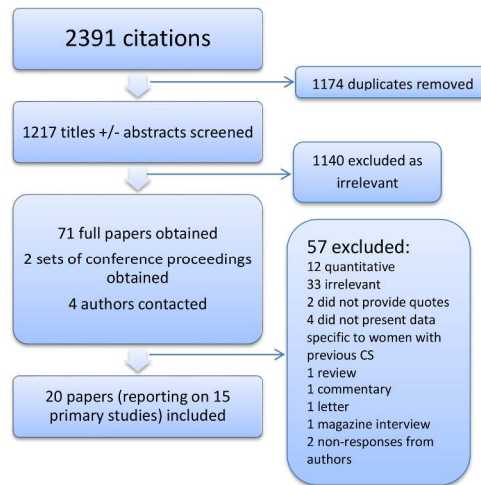 2391 citations
1174 duplicates removed
1217 titles +/- abstracts screened
1140 excluded as
irrelevant
71 full papers obtained
2 sets of conference proceedings
obtained
4 authors contacted
57 excluded:
12 quantitative
33 irrelevant
2 did not provide quotes
4 did not present data
specific to women with
previous CS
1 review
1 commentary
1 letter
1 magazine interview
2 non-responses from
authors
20 papers (reporting on 15
primary studies) included